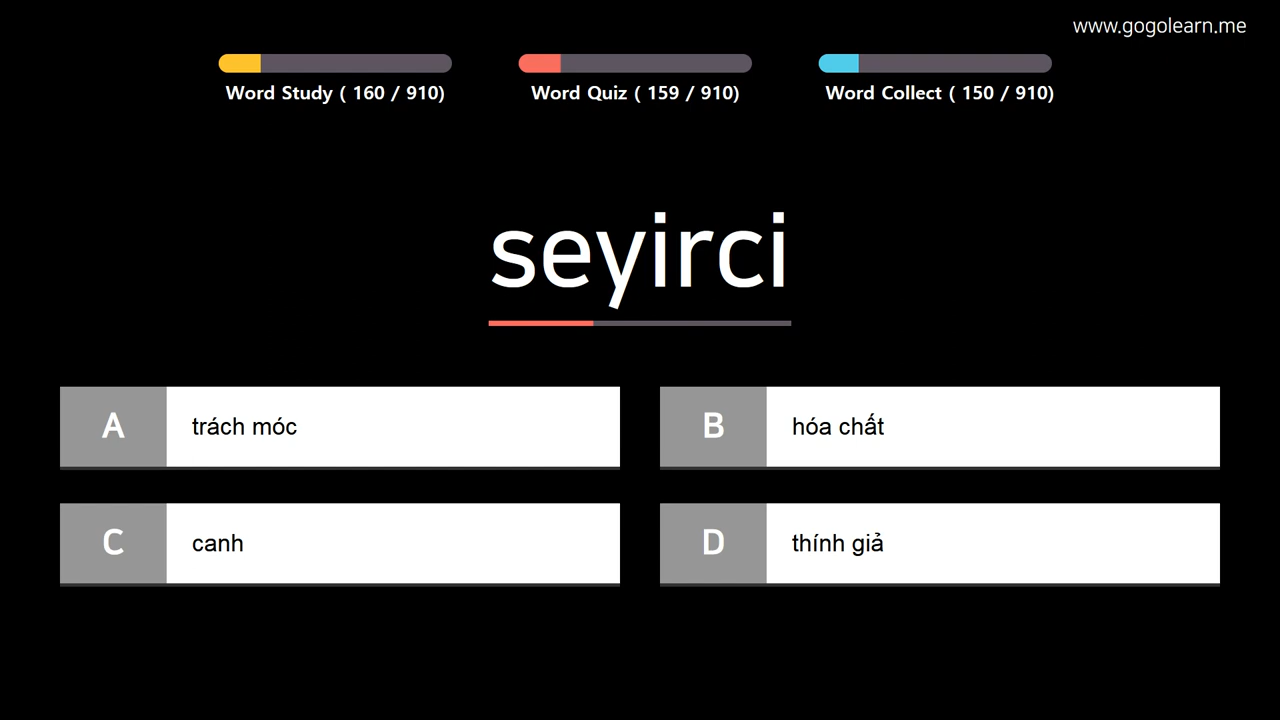 www.gogolearn.me
Word Study ( 160 / 910)
Word Quiz ( 159 / 910)
Word Collect ( 150 / 910)
seyirci
A
trách móc
B
hóa chất
C
canh
D
thính giả